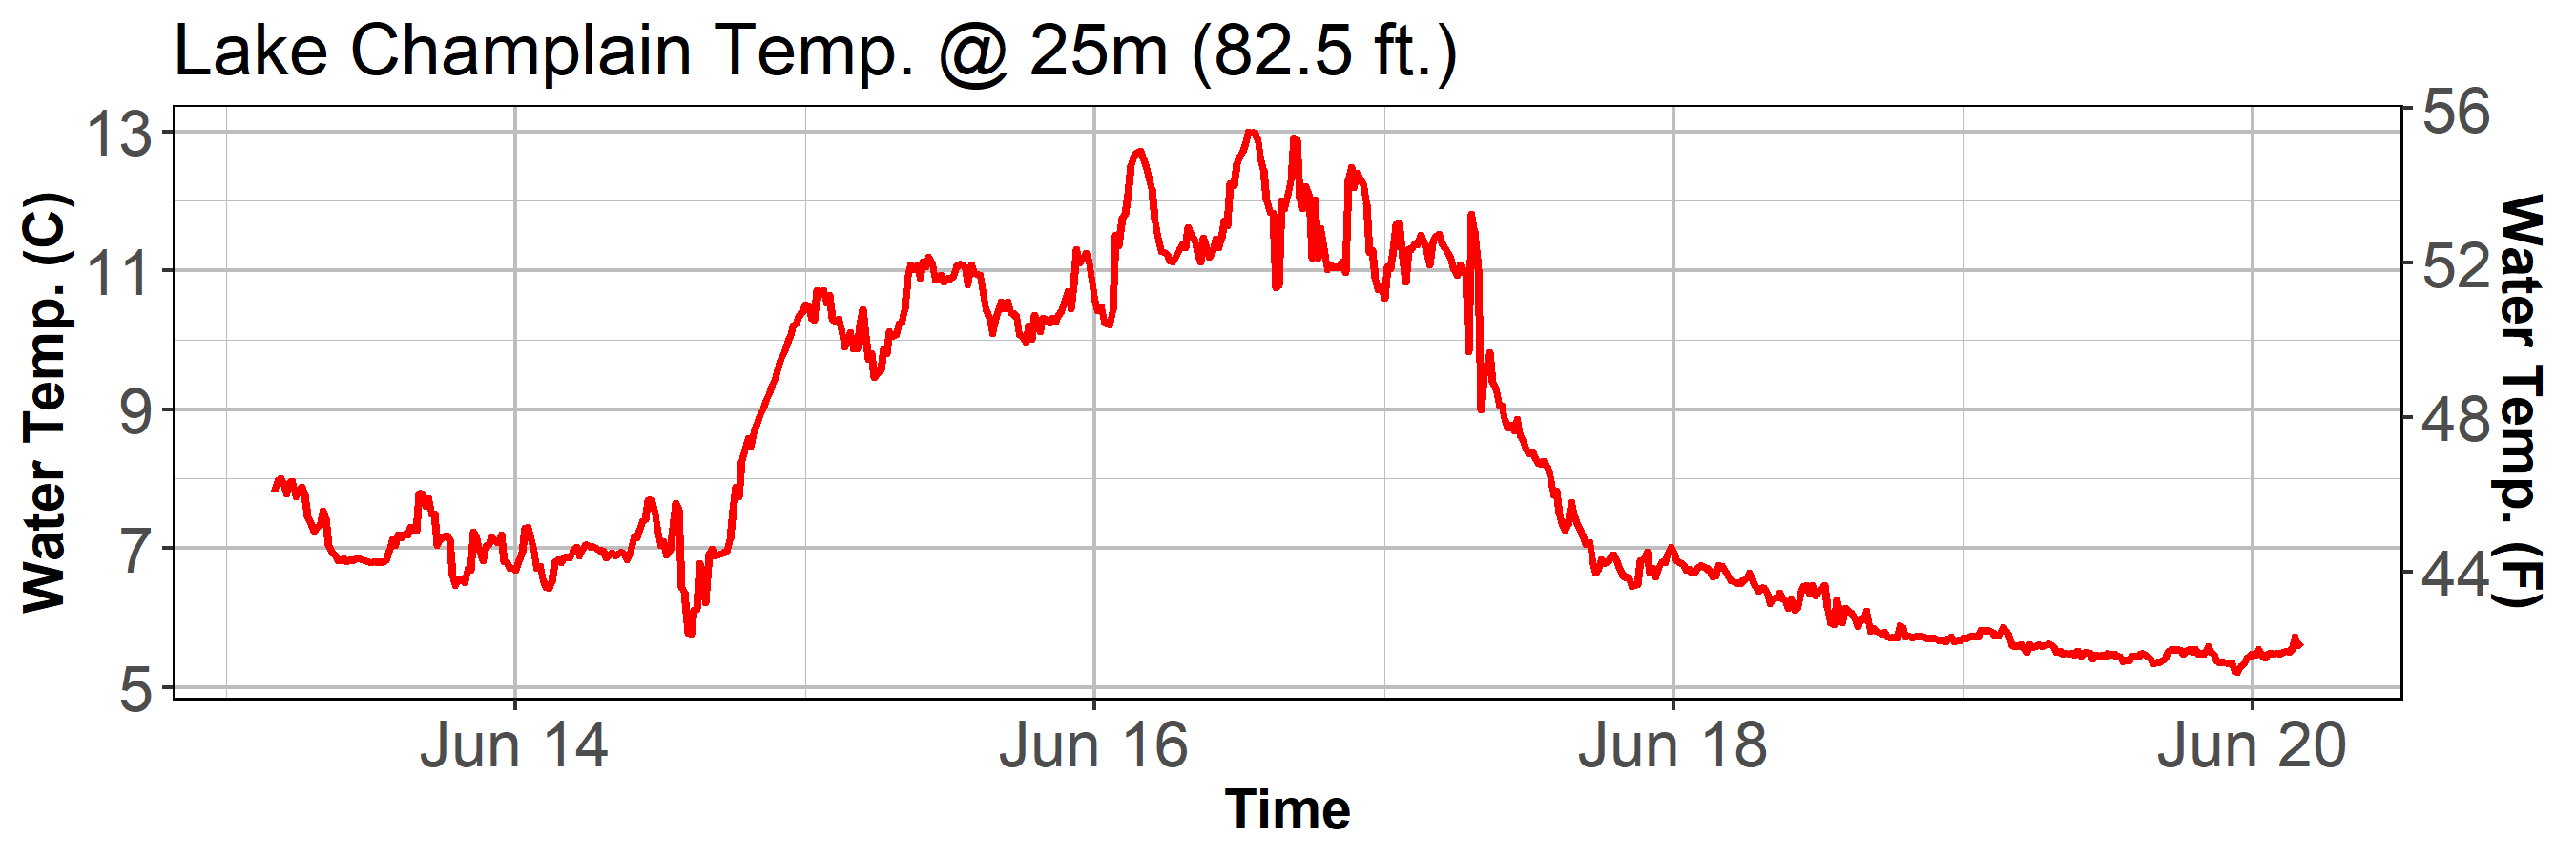 Lake Champlain Temp. @ 25m (82.5 ft.)
Water Temp. (C)
13
11
9
7
5
56
52
48
44
Water Temp. (F)
Jun 14
Jun 16
Jun 18
Jun 20
Time